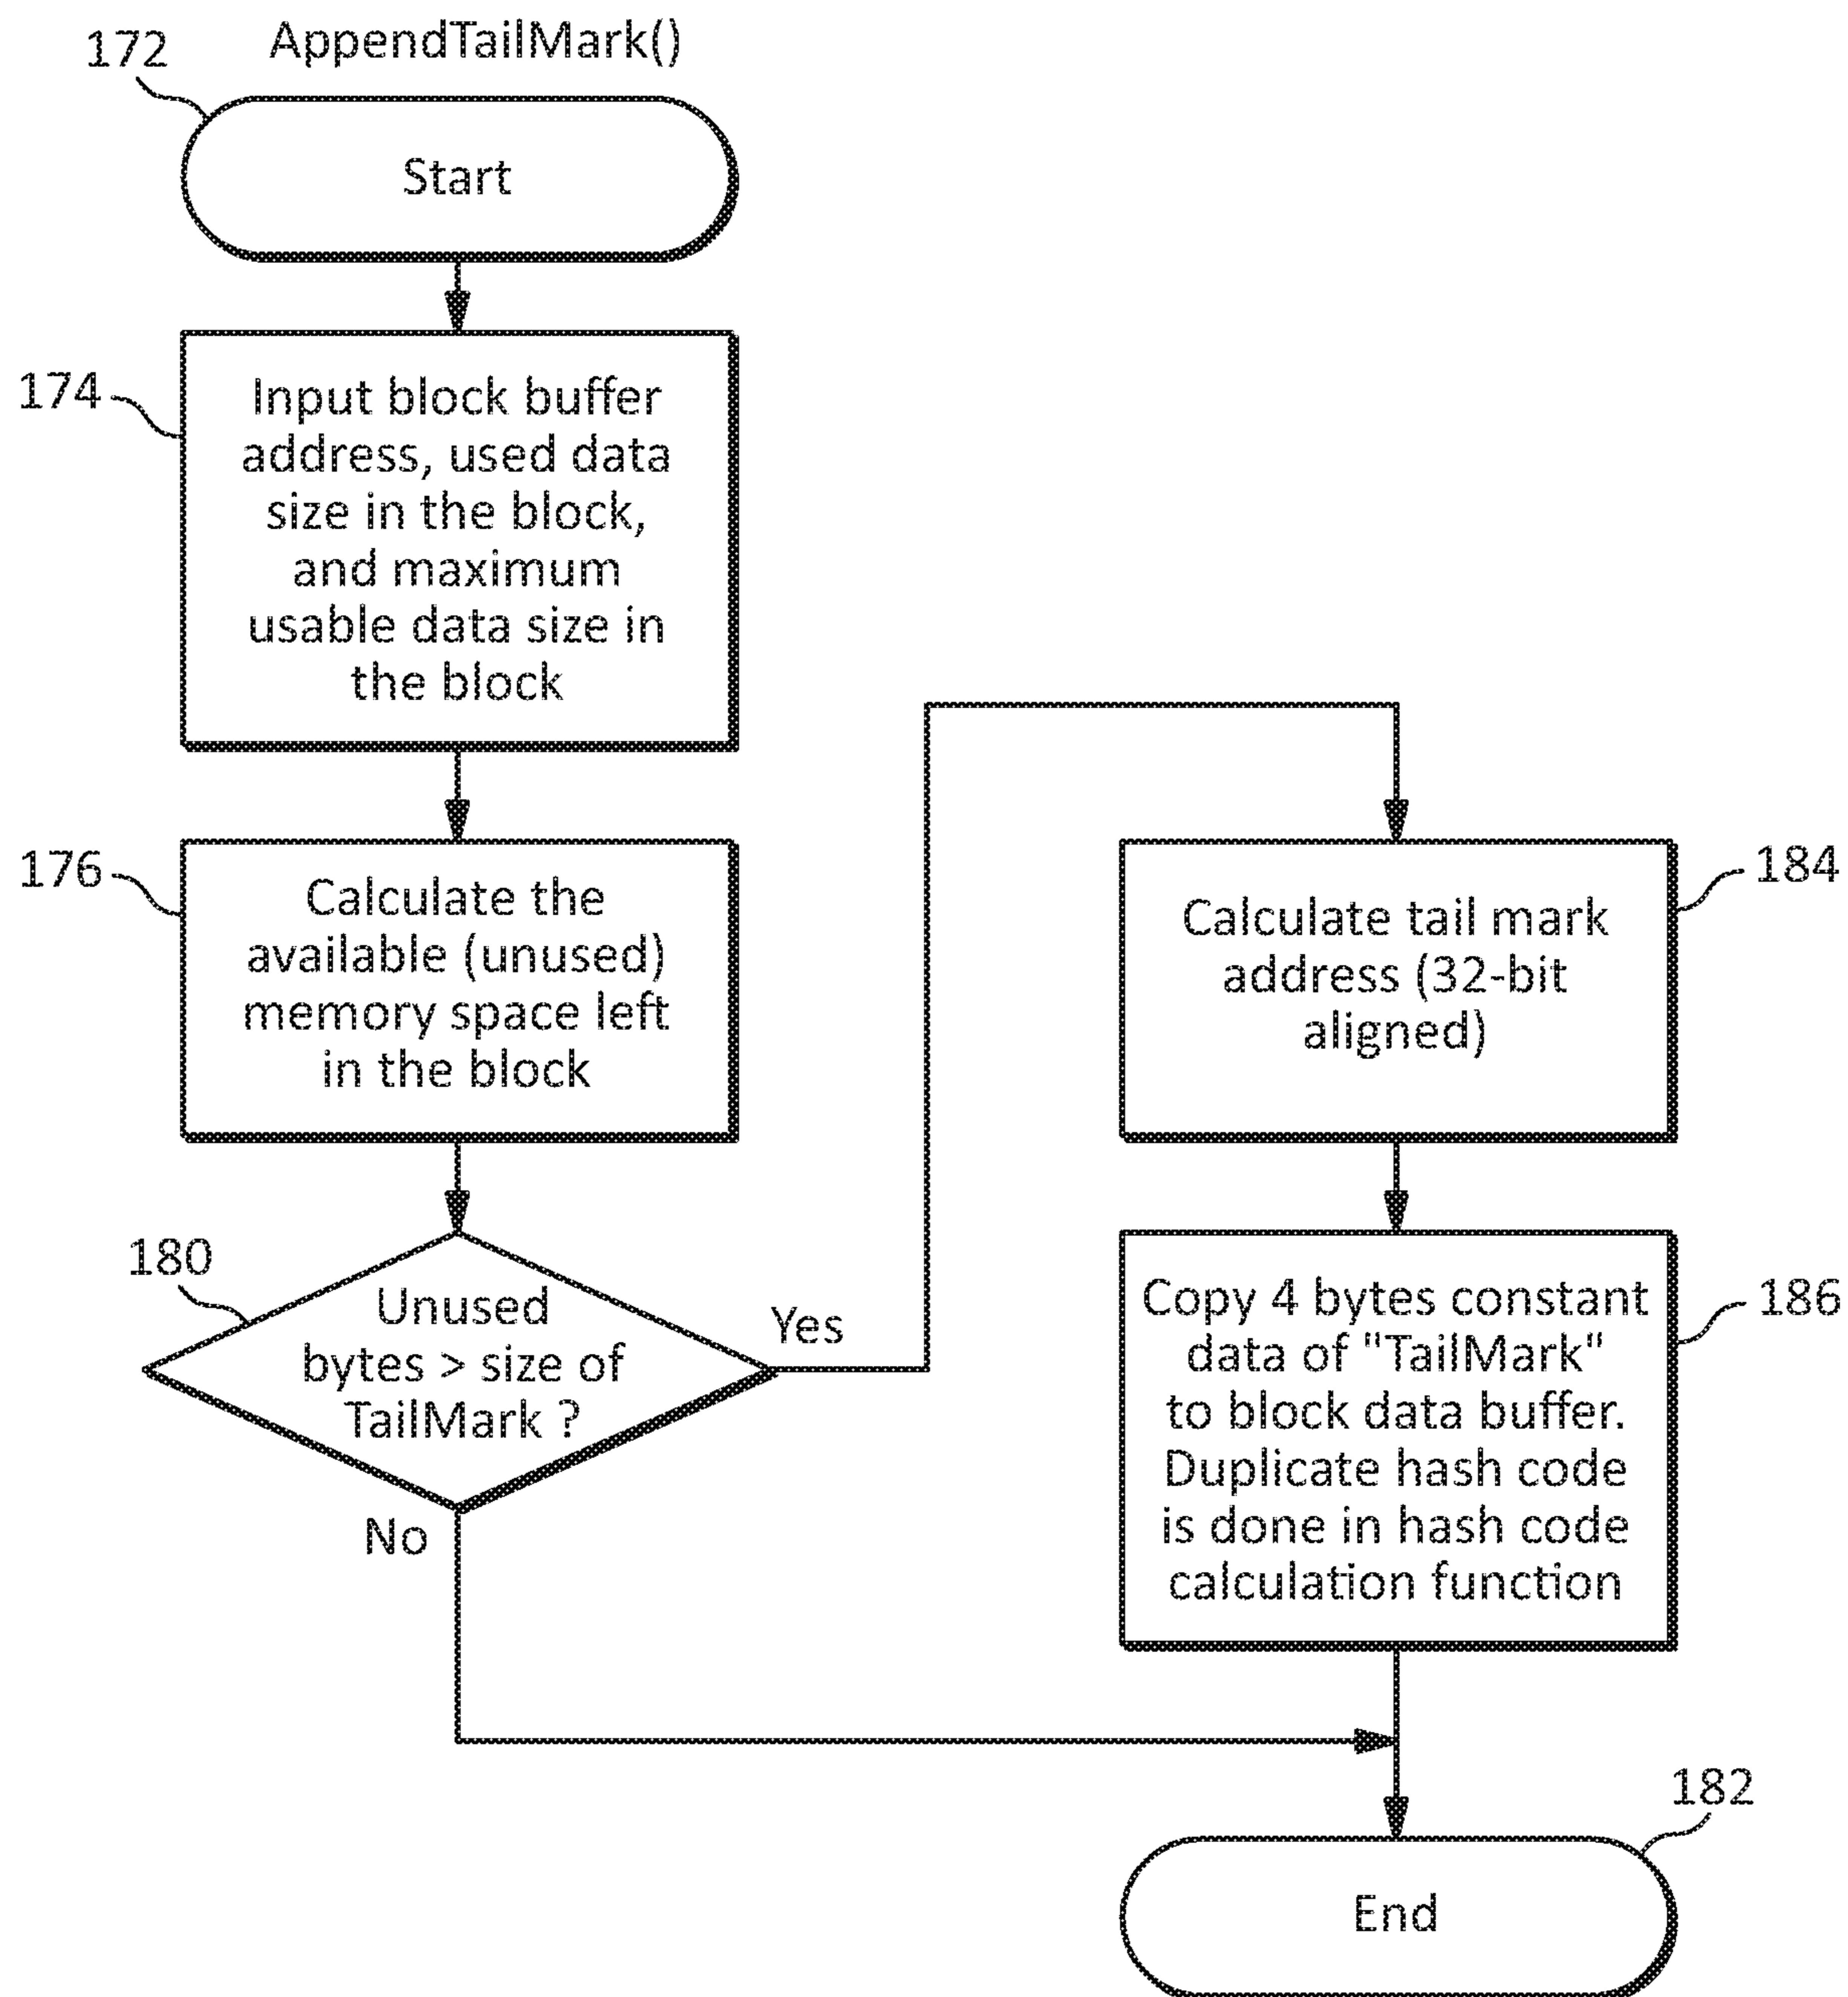 AppendTailMark()
172
Start
174
Input block buffer
address, used data
size in the block,
and maximum
usable data size in
the block
176
Calculate the
available (unused)
memory space left
in the block
180
Unused
bytes > size of
TailMark ?
Yes
No
184
Calculate tail mark
address (32-bit
aligned)
186
Copy 4 bytes constant
data of "TailMark"
to block data buffer.
Duplicate hash code
is done in hash code
calculation function
182
End